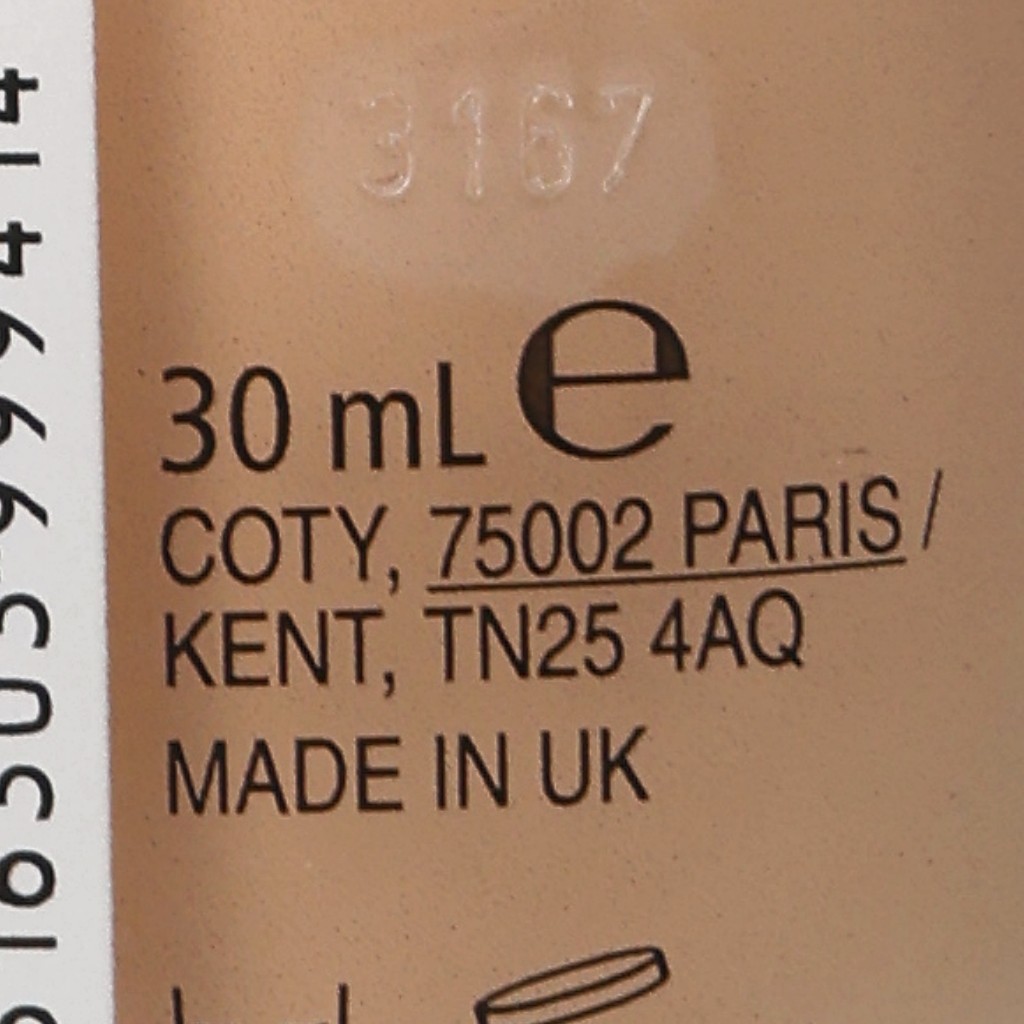 3167
30 mL e
COTY, 75002 PARIS /
KENT, TN25 4AQ
MADE IN UK